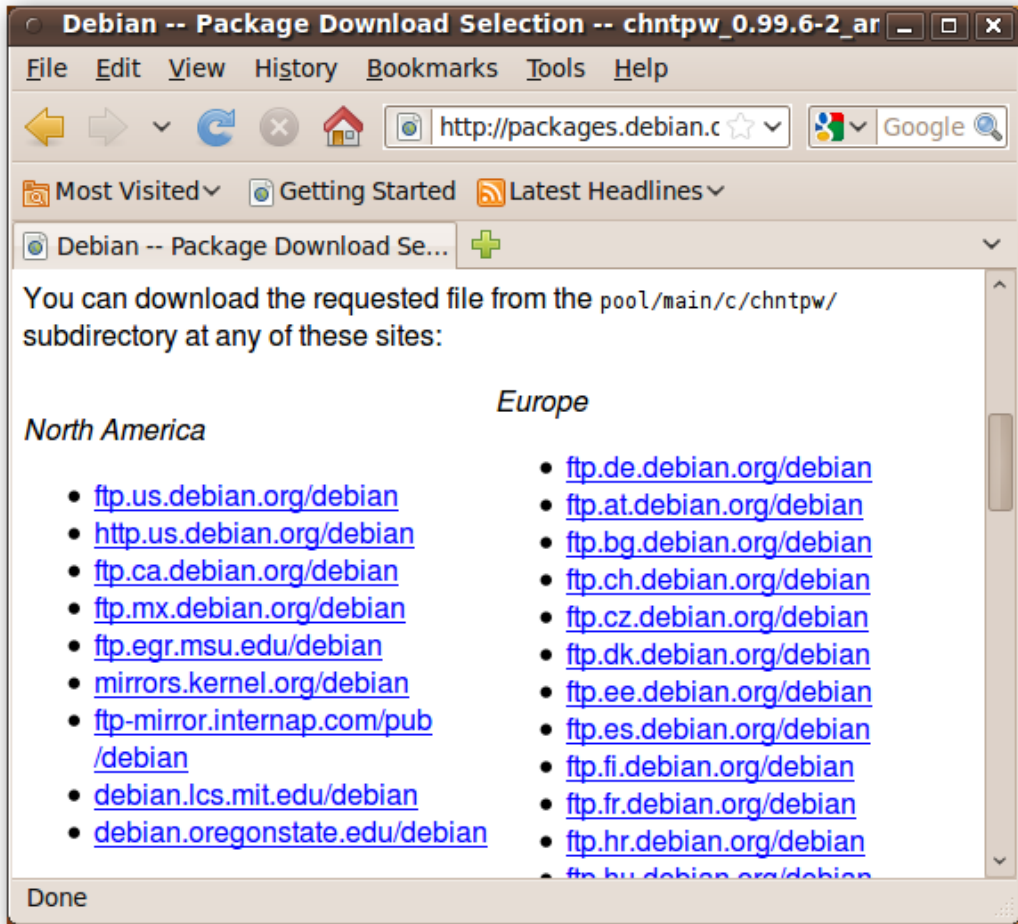 Debian -- Package Download Selection -- chntpw_0.99.6-2_ar
File Edit View History Bookmarks Tools Help
http://packages.debian.c
Google
Most Visited
Getting Started
Latest Headlines
Debian -- Package Download Se...
You can download the requested file from the pool/main/c/chntpw/
subdirectory at any of these sites:
North America
ftp.us.debian.org/debian
http.us.debian.org/debian
ftp.ca.debian.org/debian
ftp.mx.debian.org/debian
ftp.egr.msu.edu/debian
mirrors.kernel.org/debian
ftp-mirror.internap.com/pub
/debian
debian.lcs.mit.edu/debian
debian.oregonstate.edu/debian
Europe
ftp.de.debian.org/debian
ftp.at.debian.org/debian
ftp.bg.debian.org/debian
ftp.ch.debian.org/debian
ftp.cz.debian.org/debian
ftp.dk.debian.org/debian
ftp.ee.debian.org/debian
ftp.es.debian.org/debian
ftp.fi.debian.org/debian
ftp.fr.debian.org/debian
ftp.hr.debian.org/debian
ftp.hu.debian.org/debian
Done